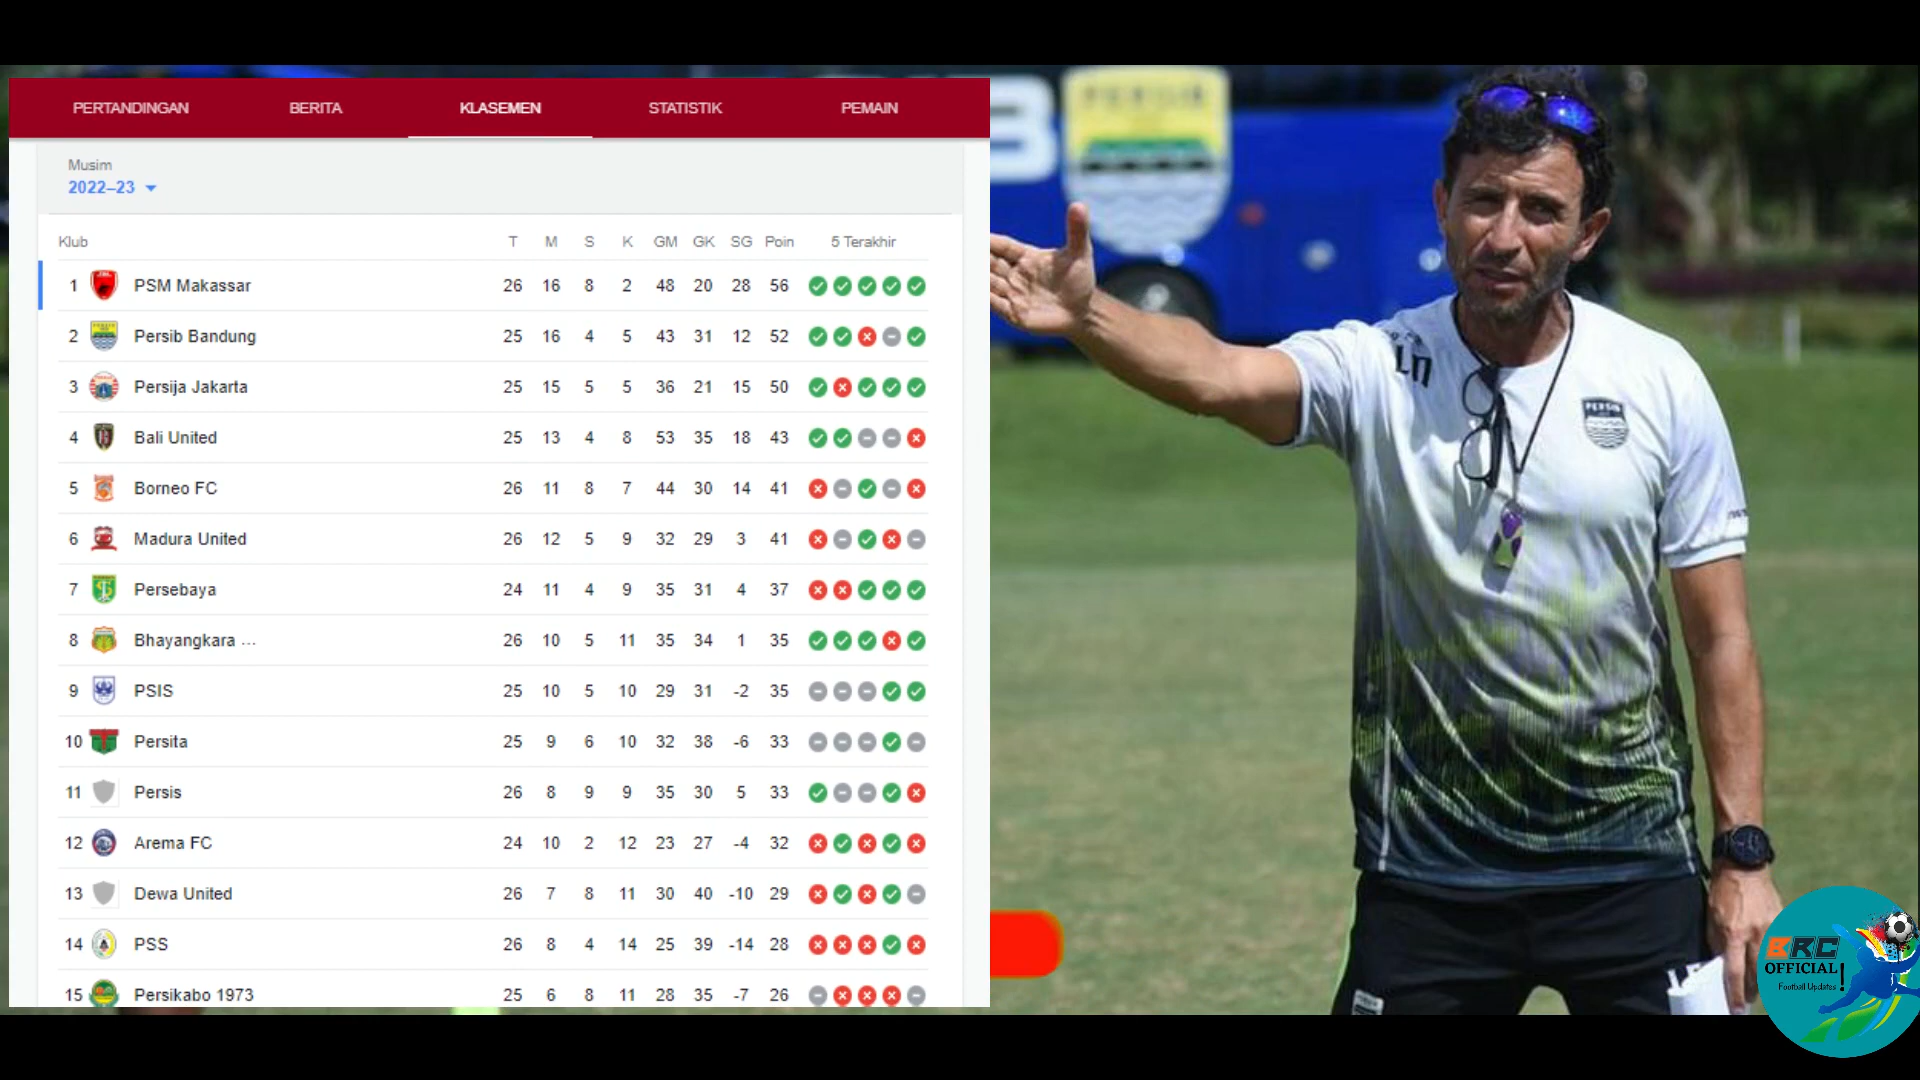 PERTANDINGAN BERITA KLASEMEN STATISTIK PEMAIN
Musim
2022–23
Klub T M S K GM GK SG Poin 5 Terakhir
1 PSM Makassar 26 16 8 2 48 20 28 56
2 Persib Bandung 25 16 4 5 43 31 12 52
3 Persija Jakarta 25 15 5 5 36 21 15 50
4 Bali United 25 13 4 8 53 35 18 43
5 Borneo FC 26 11 8 7 44 30 14 41
6 Madura United 26 12 5 9 32 29 3 41
7 Persebaya 24 11 4 9 35 31 4 37
8 Bhayangkara ... 26 10 5 11 35 34 1 35
9 PSIS 25 10 5 10 29 31 -2 35
10 Persita 25 9 6 10 32 38 -6 33
11 Persis 26 8 9 9 35 30 5 33
12 Arema FC 24 10 2 12 23 27 -4 32
13 Dewa United 26 7 8 11 30 40 -10 29
14 PSS 26 8 4 14 25 39 -14 28
15 Persikabo 1973 25 6 8 11 28 35 -7 26
PERSIB
LN
PERSIB
BRC
OFFICIAL!
Football Updates